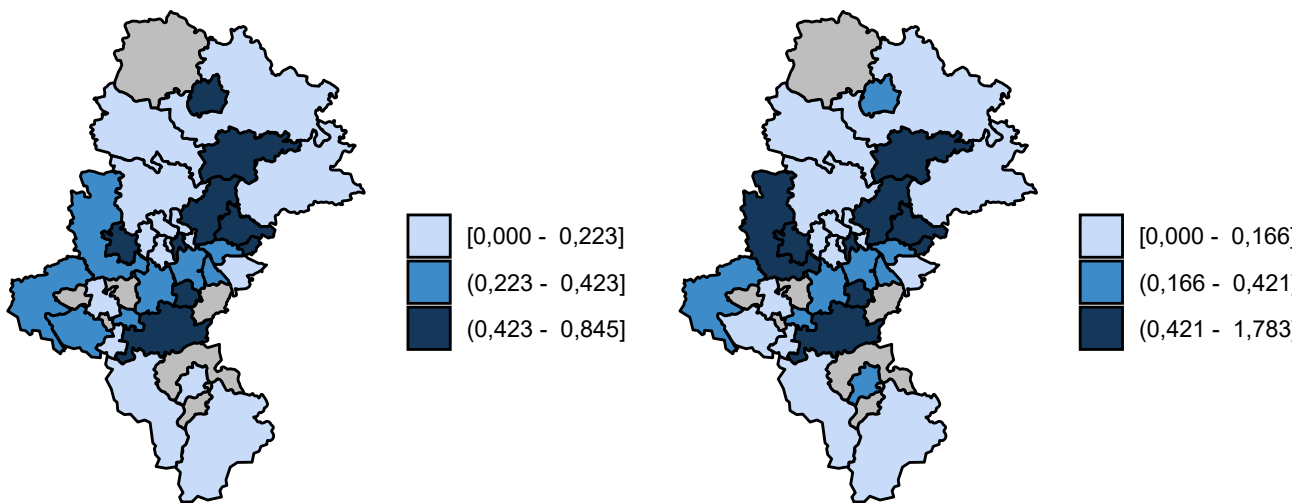 [0,000 - 0,223]
(0,223 - 0,423]
(0,423 - 0,845]
[0,000 - 0,166]
(0,166 - 0,421]
(0,421 - 1,783]